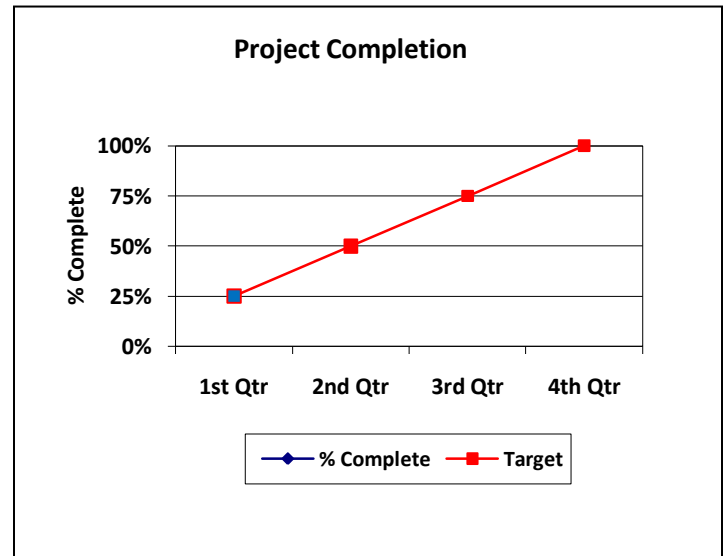 Project Completion
% Complete
100%
75%
50%
25%
0%
1st Qtr 2nd Qtr 3rd Qtr 4th Qtr
% Complete Target